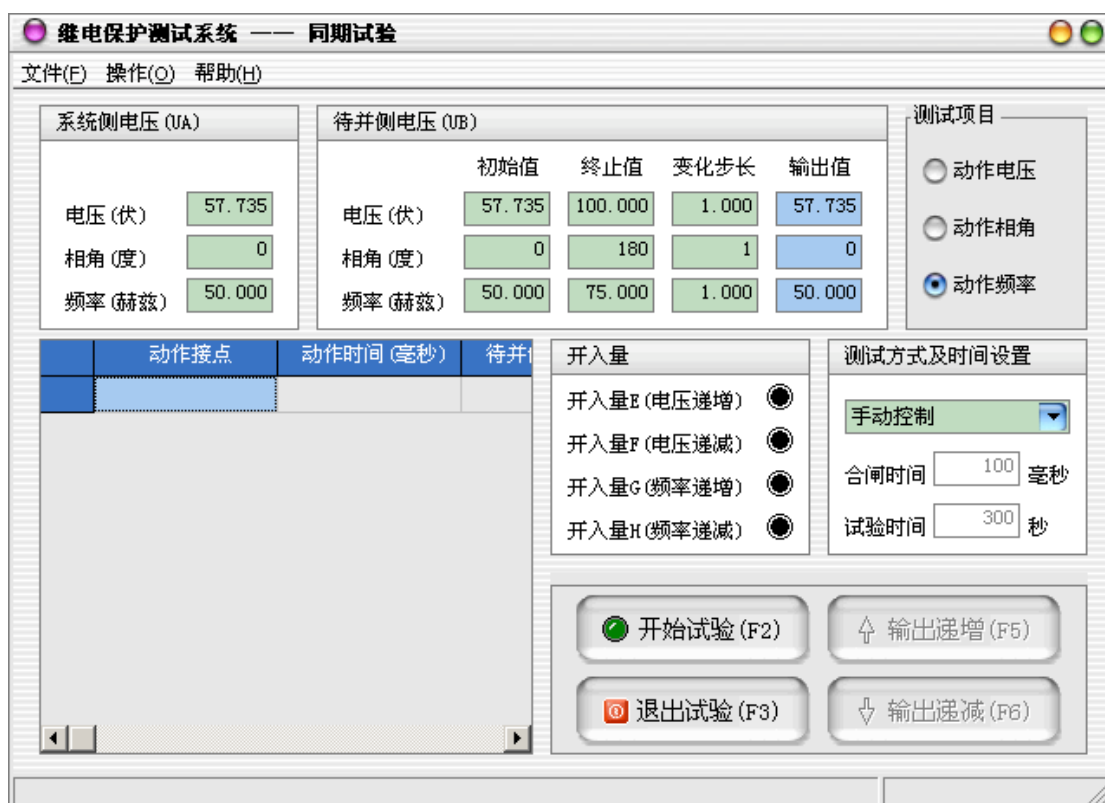 继电保护测试系统 —— 同期试验
文件(F) 操作(O) 帮助(H)
系统侧电压(UA)
电压(伏) 57.735
相角(度) 0
频率(赫兹) 50.000
待并侧电压(UB)
初始值 终止值 变化步长 输出值
电压(伏) 57.735 100.000 1.000 57.735
相角(度) 0 180 1 0
频率(赫兹) 50.000 75.000 1.000 50.000
测试项目
动作电压
动作相角
动作频率
动作接点 动作时间(毫秒) 待并
开入量
开入量E(电压递增)
开入量F(电压递减)
开入量G(频率递增)
开入量H(频率递减)
测试方式及时间设置
手动控制
合闸时间 100 毫秒
试验时间 300 秒
开始试验(F2) 输出递增(F5)
退出试验(F3) 输出递减(F6)